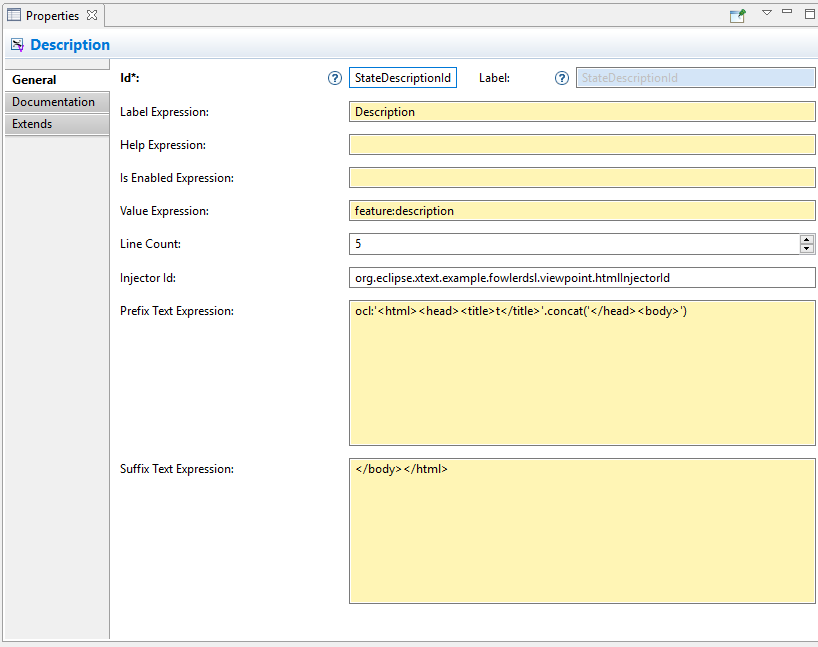 Properties
Description
General
Documentation
Extends
Id*: ? StateDescriptionId Label: ? StateDescriptionId
Label Expression: Description
Help Expression:
Is Enabled Expression:
Value Expression: feature:description
Line Count: 5
Injector Id: org.eclipse.xtext.example.fowlerdsl.viewpoint.htmlInjectorId
Prefix Text Expression: ocl:'<html><head><title>t</title>'.concat('</head><body>')
Suffix Text Expression: </body></html>